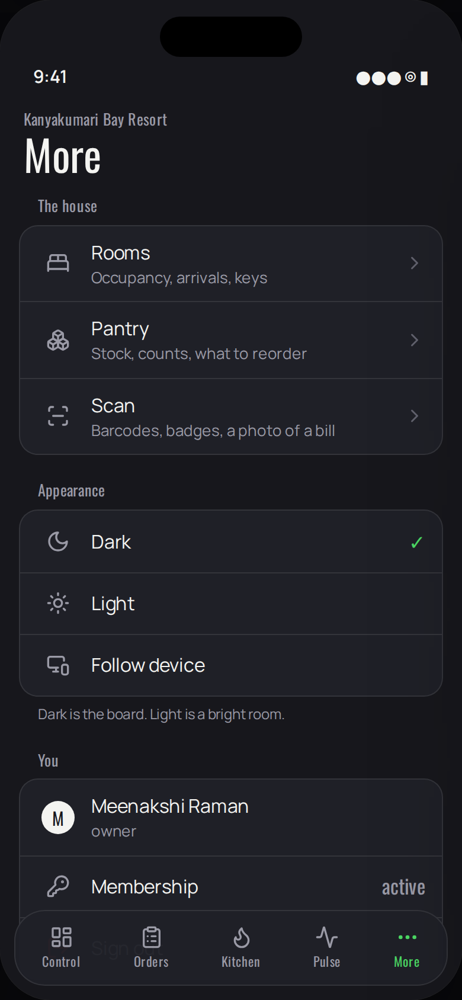 9:41
Kanyakumari Bay Resort
More
The house
Rooms
Occupancy, arrivals, keys
Pantry
Stock, counts, what to reorder
Scan
Barcodes, badges, a photo of a bill
Appearance
Dark ✓
Light
Follow device
Dark is the board. Light is a bright room.
You
M
Meenakshi Raman
owner
Membership active
Sign out
Control Orders Kitchen Pulse More